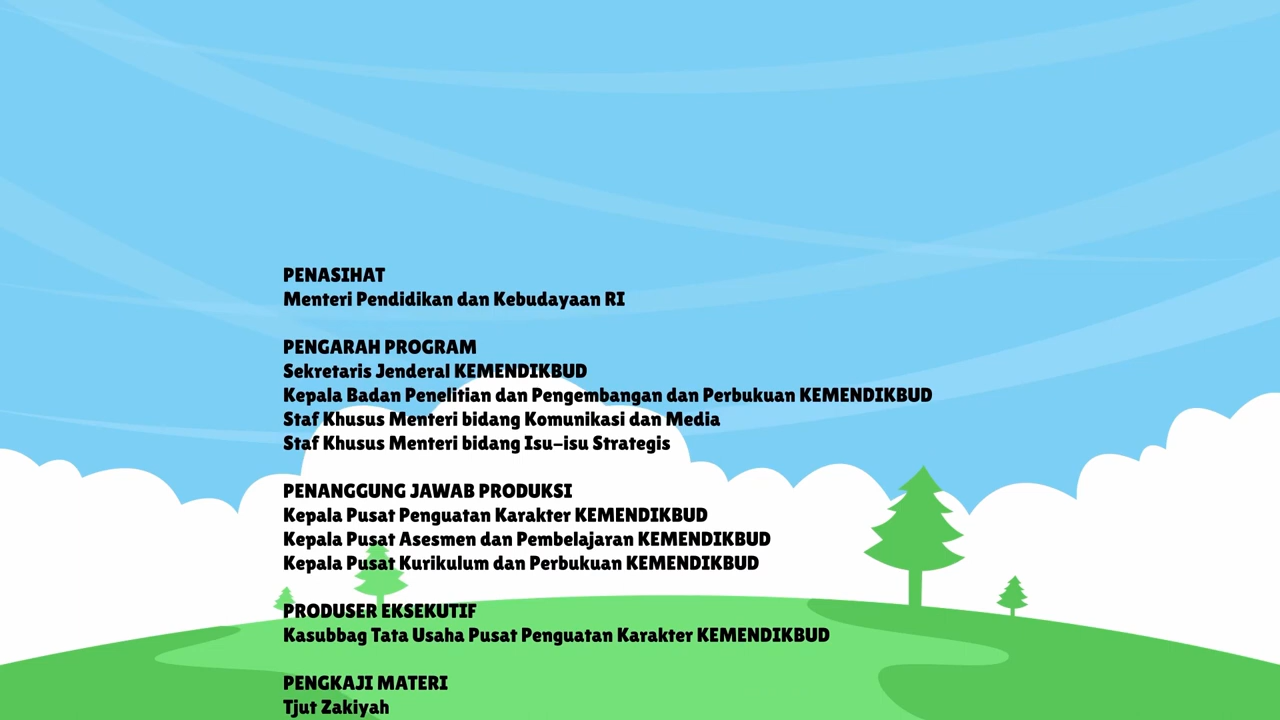 PENASIHAT
Menteri Pendidikan dan Kebudayaan RI
PENGARAH PROGRAM
Sekretaris Jenderal KEMENDIKBUD
Kepala Badan Penelitian dan Pengembangan dan Perbukuan KEMENDIKBUD
Staf Khusus Menteri bidang Komunikasi dan Media
Staf Khusus Menteri bidang Isu-isu Strategis
PENANGGUNG JAWAB PRODUKSI
Kepala Pusat Penguatan Karakter KEMENDIKBUD
Kepala Pusat Asesmen dan Pembelajaran KEMENDIKBUD
Kepala Pusat Kurikulum dan Perbukuan KEMENDIKBUD
PRODUSER EKSEKUTIF
Kasubbag Tata Usaha Pusat Penguatan Karakter KEMENDIKBUD
PENGKAJI MATERI
Tjut Zakiyah